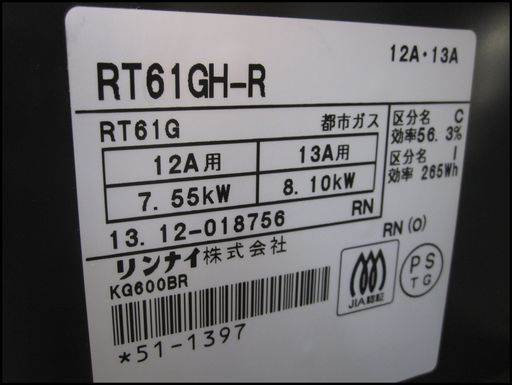 12A・13A
RT61GH-R
RT61G 都市ガス
12A用 13A用
7.55kW 8.10kW
区分名 C
効率56.3%
区分名 I
効率 265Wh
13.12-018756 RN
リンナイ株式会社 RN(O)
KG600BR
*51-1397
JIA認証
PS
TG